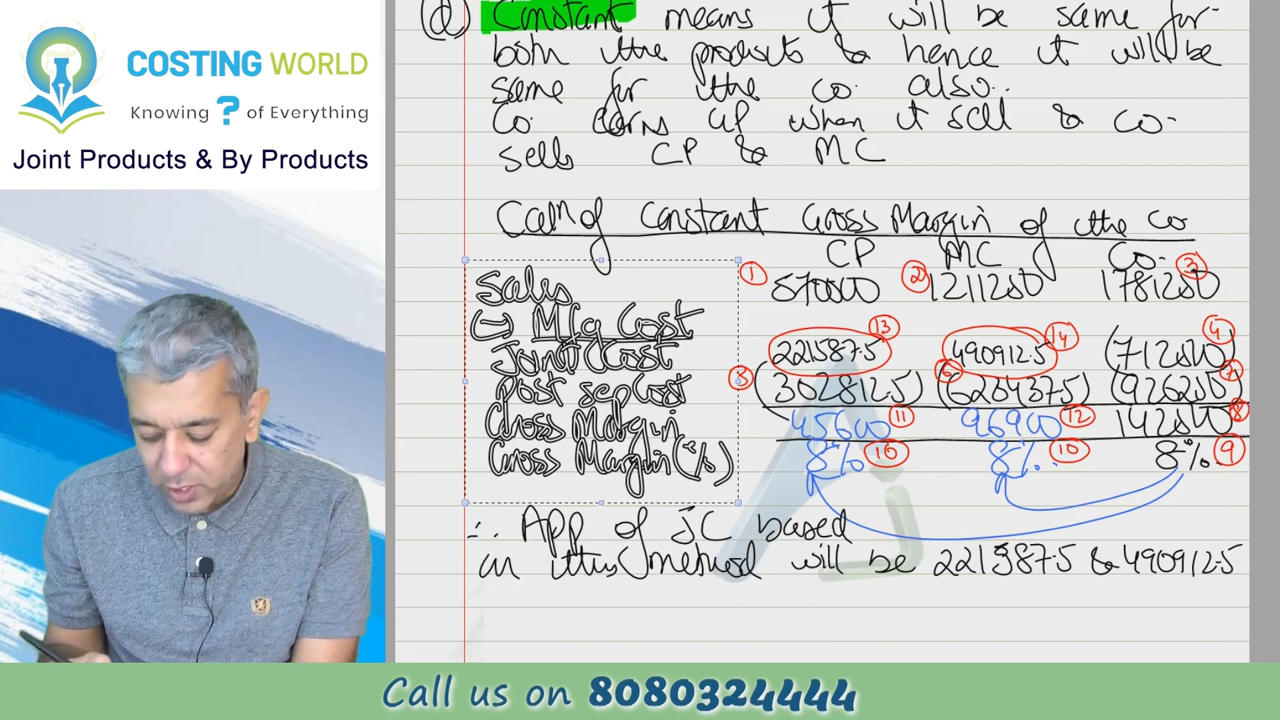 COSTING WORLD
Knowing ? of Everything
Joint Products & By Products
(d) Constant means it will be same for
both the products & hence it will be
same for the co. also..
Co. earns GP when it sell & co-
sells CP & MC
Caln of Constant Gross Margin of the co
CP MC Co.
Sales ① 570000 ② 1211250 1781250 ③
(-) Mfg Cost
Joint Cost 221587.5 ⑬ 490912.5 ⑭ (712500) ④
Post sep Cost ⑤ (302812.5) ⑥ (623437.5) (926250) ⑦
Gross Margin 45600 ⑪ 96900 ⑫ 142500 ⑧
Gross Margin (%) 8% ⑩ 8% ⑩ 8% ⑨
∴ App of JC based
on this method will be 221587.5 & 490912.5
Call us on 8080324444